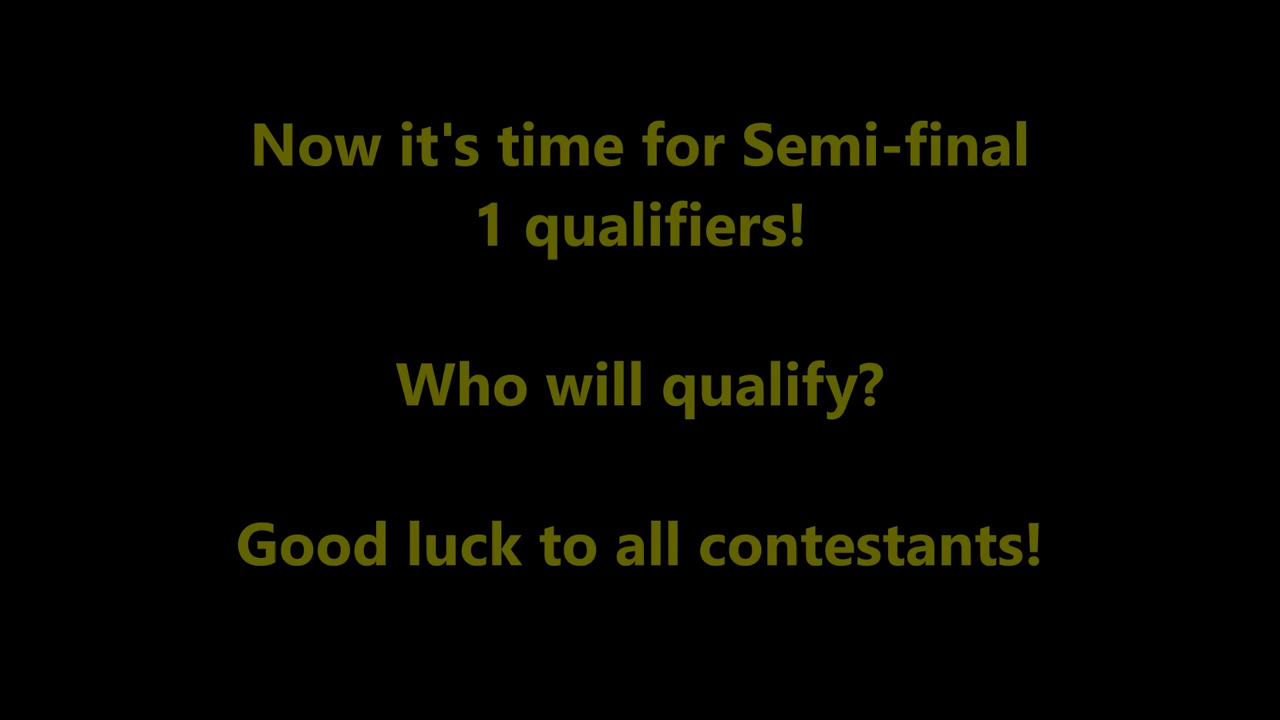 Now it's time for Semi-final
1 qualifiers!
Who will qualify?
Good luck to all contestants!